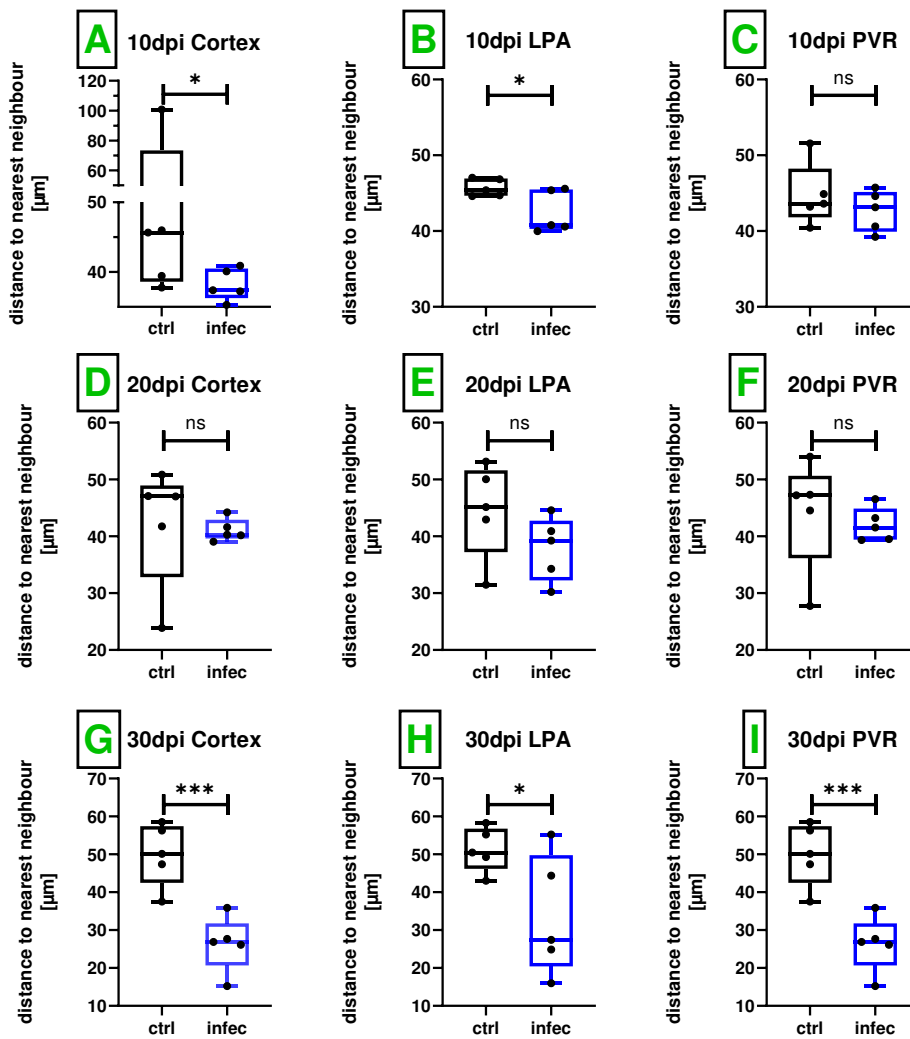 A 10dpi Cortex
distance to nearest neighbour
[µm]
120
100
80
60
50
40
*
ctrl infec
B 10dpi LPA
distance to nearest neighbour
[µm]
60
50
40
30
*
ctrl infec
C 10dpi PVR
distance to nearest neighbour
[µm]
60
50
40
30
ns
ctrl infec
D 20dpi Cortex
distance to nearest neighbour
[µm]
60
50
40
30
20
ns
ctrl infec
E 20dpi LPA
distance to nearest neighbour
[µm]
60
50
40
30
20
ns
ctrl infec
F 20dpi PVR
distance to nearest neighbour
[µm]
60
50
40
30
20
ns
ctrl infec
G 30dpi Cortex
distance to nearest neighbour
[µm]
70
60
50
40
30
20
10
***
ctrl infec
H 30dpi LPA
distance to nearest neighbour
[µm]
70
60
50
40
30
20
10
*
ctrl infec
I 30dpi PVR
distance to nearest neighbour
[µm]
70
60
50
40
30
20
10
***
ctrl infec